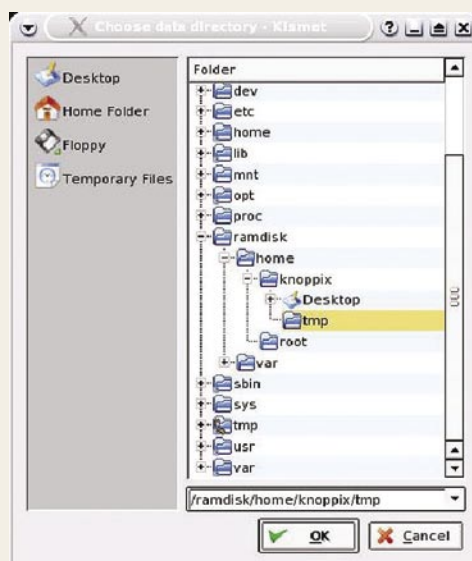 Choose data directory - Kismet
Desktop
Home Folder
Floppy
Temporary Files
Folder
dev
etc
home
lib
mnt
opt
proc
ramdisk
home
knoppix
Desktop
tmp
root
var
sbin
sys
tmp
usr
var
/ramdisk/home/knoppix/tmp
OK
Cancel